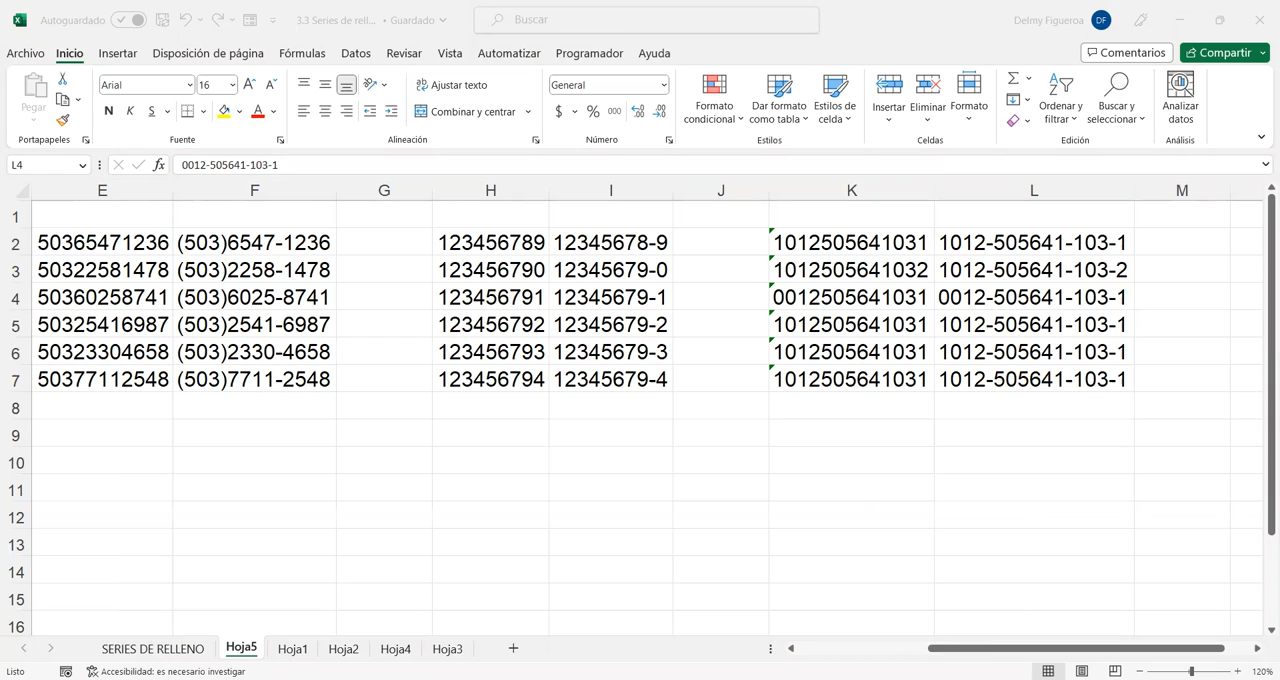 Autoguardado
3.3 Series de rell... • Guardado
Buscar
Delmy Figueroa DF
Archivo Inicio Insertar Disposición de página Fórmulas Datos Revisar Vista Automatizar Programador Ayuda
Comentarios Compartir
Pegar
Portapapeles
Arial 16
N K S
Fuente
Ajustar texto
Combinar y centrar
Alineación
General
$ % 000
Número
Formato condicional
Dar formato como tabla
Estilos de celda
Estilos
Insertar Eliminar Formato
Celdas
Ordenar y filtrar
Buscar y seleccionar
Edición
Analizar datos
Análisis
L4 fx 0012-505641-103-1
E F G H I J K L M
1
2 50365471236 (503)6547-1236 123456789 12345678-9 1012505641031 1012-505641-103-1
3 50322581478 (503)2258-1478 123456790 12345679-0 1012505641032 1012-505641-103-2
4 50360258741 (503)6025-8741 123456791 12345679-1 0012505641031 0012-505641-103-1
5 50325416987 (503)2541-6987 123456792 12345679-2 1012505641031 1012-505641-103-1
6 50323304658 (503)2330-4658 123456793 12345679-3 1012505641031 1012-505641-103-1
7 50377112548 (503)7711-2548 123456794 12345679-4 1012505641031 1012-505641-103-1
8
9
10
11
12
13
14
15
16
SERIES DE RELLENO Hoja5 Hoja1 Hoja2 Hoja4 Hoja3
Listo Accesibilidad: es necesario investigar 120%